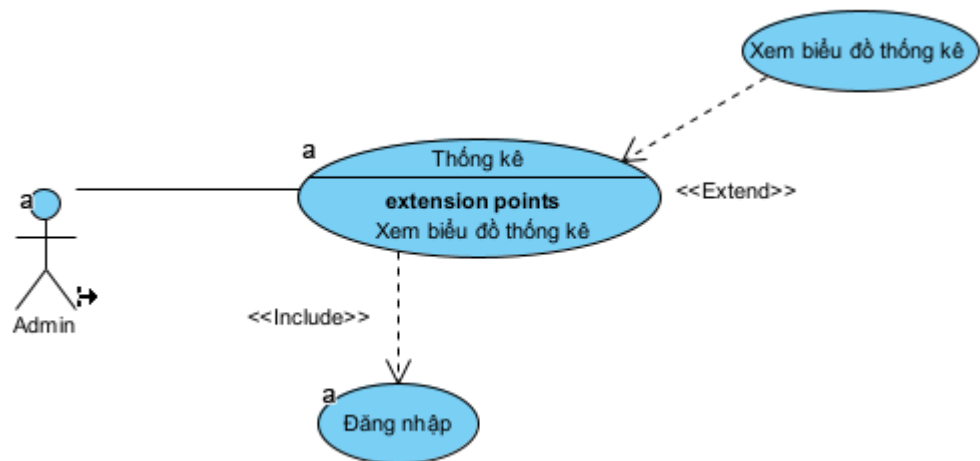 Xem biểu đồ thống kê
a
Thống kê
<<Extend>>
extension points
Xem biểu đồ thống kê
a
Admin
<<Include>>
a
Đăng nhập